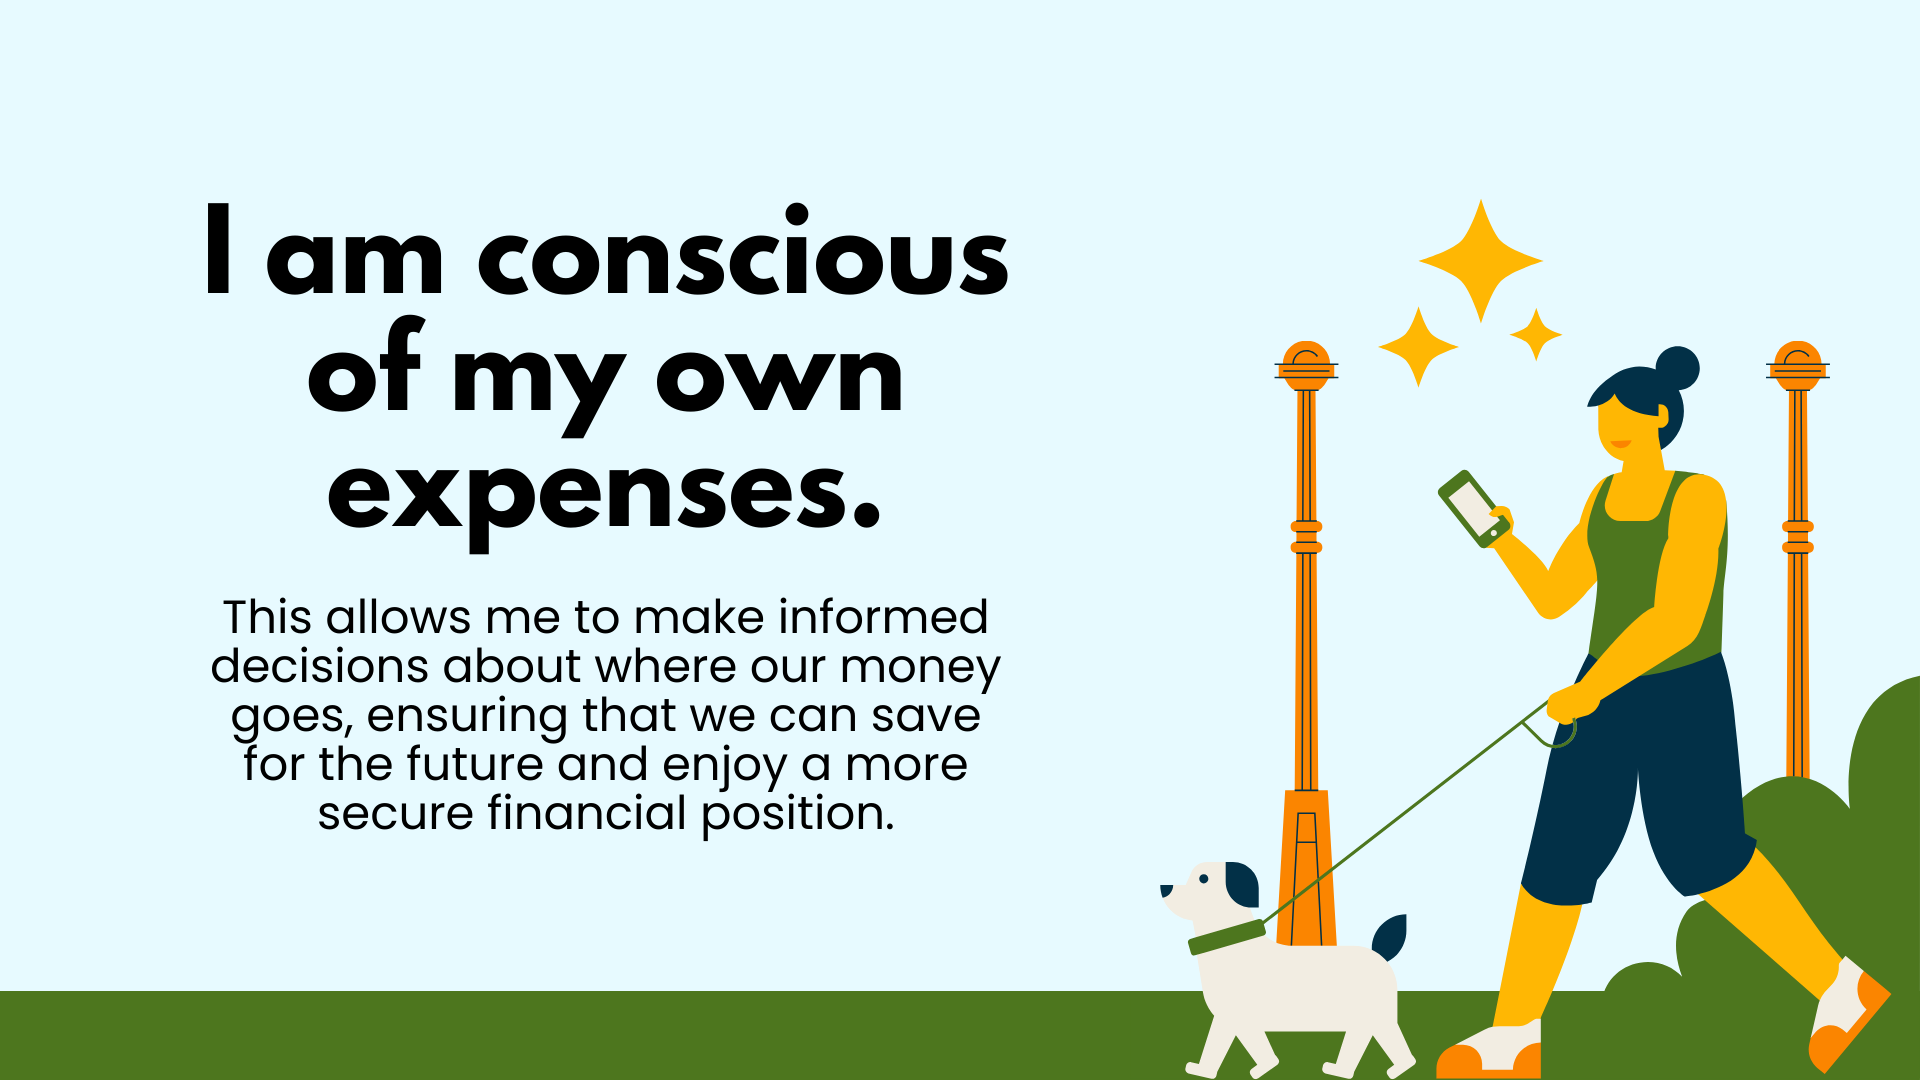 I am conscious
of my own
expenses.
This allows me to make informed
decisions about where our money
goes, ensuring that we can save
for the future and enjoy a more
secure financial position.